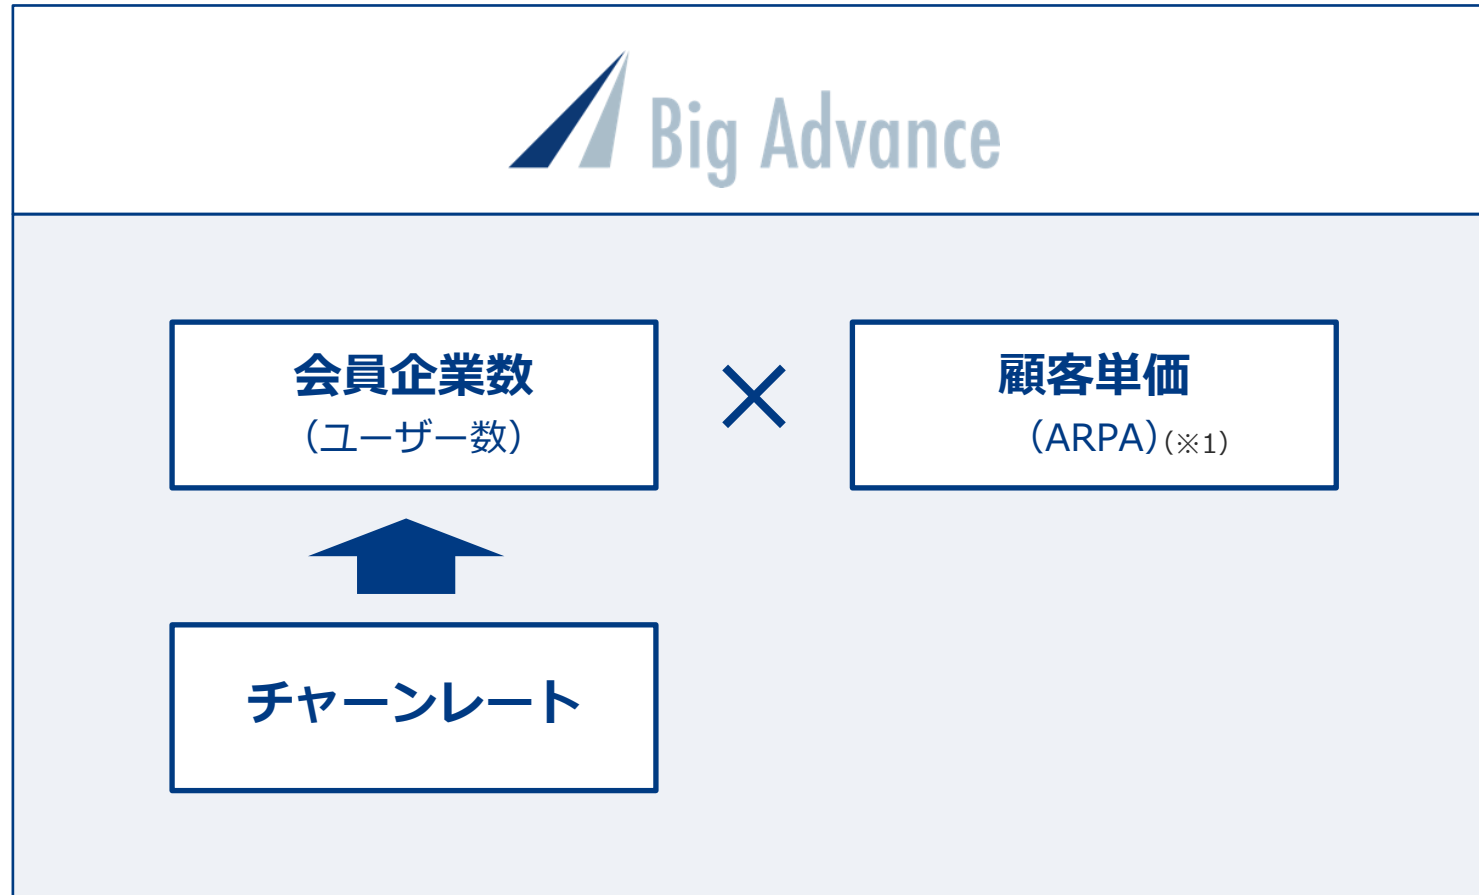 Big Advance
会員企業数
（ユーザー数）
×
顧客単価
（ARPA）（※1）
チャーンレート